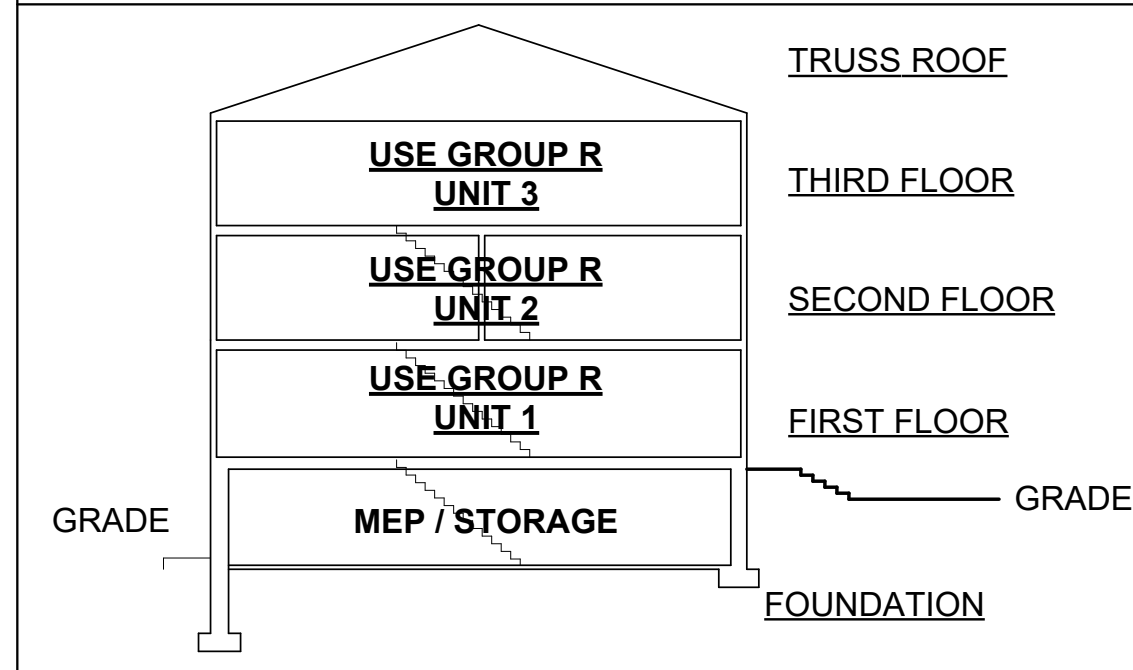 TRUSS ROOF
USE GROUP R
UNIT 3
THIRD FLOOR
USE GROUP R
UNIT 2
SECOND FLOOR
USE GROUP R
UNIT 1
FIRST FLOOR
GRADE
MEP / STORAGE
GRADE
FOUNDATION